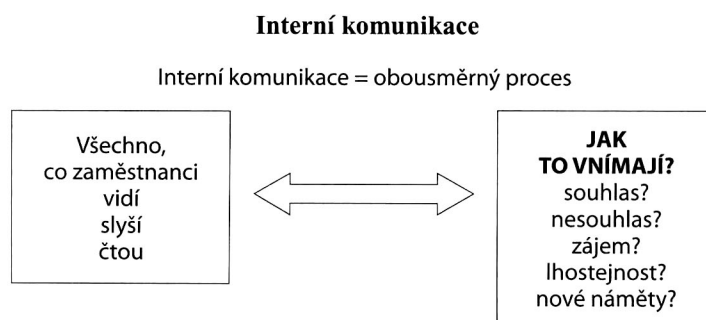 Interní komunikace
Interní komunikace = obousměrný proces
Všechno,
co zaměstnanci
vidí
slyší
čtou
JAK
TO VNÍMAJÍ?
souhlas?
nesouhlas?
zájem?
lhostejnost?
nové náměty?